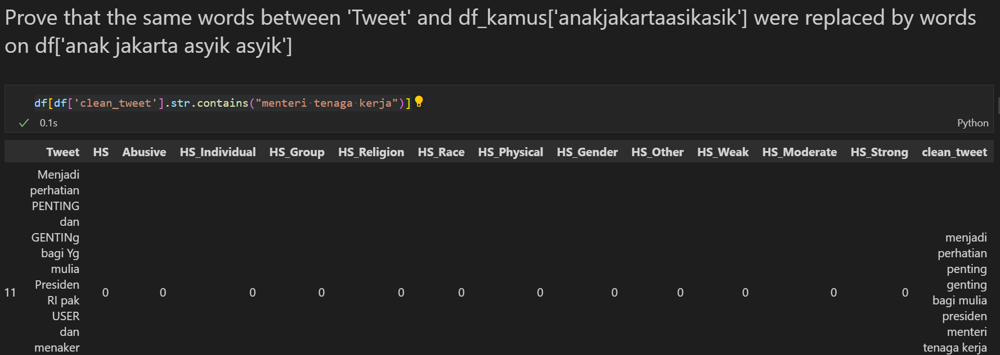 Prove that the same words between 'Tweet' and df_kamus['anakjakartaasikasik'] were replaced by words
on df['anak jakarta asyik asyik']
df[df['clean_tweet'].str.contains("menteri tenaga kerja")]
0.1s
Python
Tweet HS Abusive HS_Individual HS_Group HS_Religion HS_Race HS_Physical HS_Gender HS_Other HS_Weak HS_Moderate HS_Strong clean_tweet
Menjadi
perhatian
PENTING
dan
GENTINg
bagi Yg
mulia
Presiden
RI pak
USER
dan
menaker
11 0 0 0 0 0 0 0 0 0 0 0 0
menjadi
perhatian
penting
genting
bagi mulia
presiden
menteri
tenaga kerja